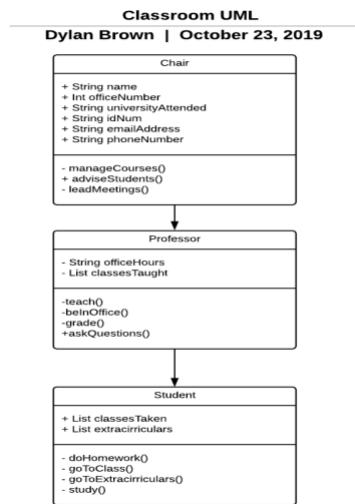 Classroom UML
Dylan Brown | October 23, 2019
Chair
+ String name
+ Int officeNumber
+ String universityAttended
+ String idNum
+ String emailAddress
+ String phoneNumber
- manageCourses()
+ adviseStudents()
- leadMeetings()
Professor
- String officeHours
- List classesTaught
-teach()
-beInOffice()
-grade()
+askQuestions()
Student
+ List classesTaken
+ List extracirriculars
- doHomework()
- goToClass()
- goToExtracirriculars()
- study()